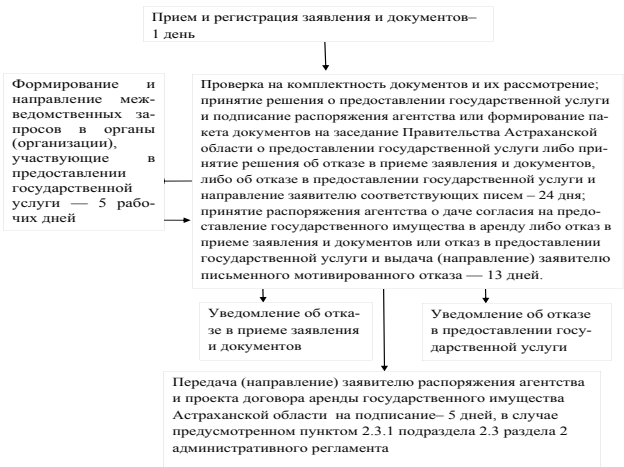 Прием и регистрация заявления и документов–
1 день
Формирование и
направление меж-
ведомственных за-
просов в органы
(организации),
участвующие в
предоставлении
государственной
услуги — 5 рабо-
чих дней
Проверка на комплектность документов и их рассмотрение;
принятие решения о предоставлении государственной услуги
и подписание распоряжения агентства или формирование па-
кета документов на заседание Правительства Астраханской
области о предоставлении государственной услуги либо при-
нятие решения об отказе в приеме заявления и документов,
либо об отказе в предоставлении государственной услуги и
направление заявителю соответствующих писем – 24 дня;
принятие распоряжения агентства о даче согласия на предо-
ставление государственного имущества в аренду либо отказ в
приеме заявления и документов или отказ в предоставлении
государственной услуги и выдача (направление) заявителю
письменного мотивированного отказа — 13 дней.
Уведомление об отка-
зе в приеме заявления
и документов
Уведомление об отказе
в предоставлении госу-
дарственной услуги
Передача (направление) заявителю распоряжения агентства
и проекта договора аренды государственного имущества
Астраханской области на подписание– 5 дней, в случае
предусмотренном пунктом 2.3.1 подраздела 2.3 раздела 2
административного регламента